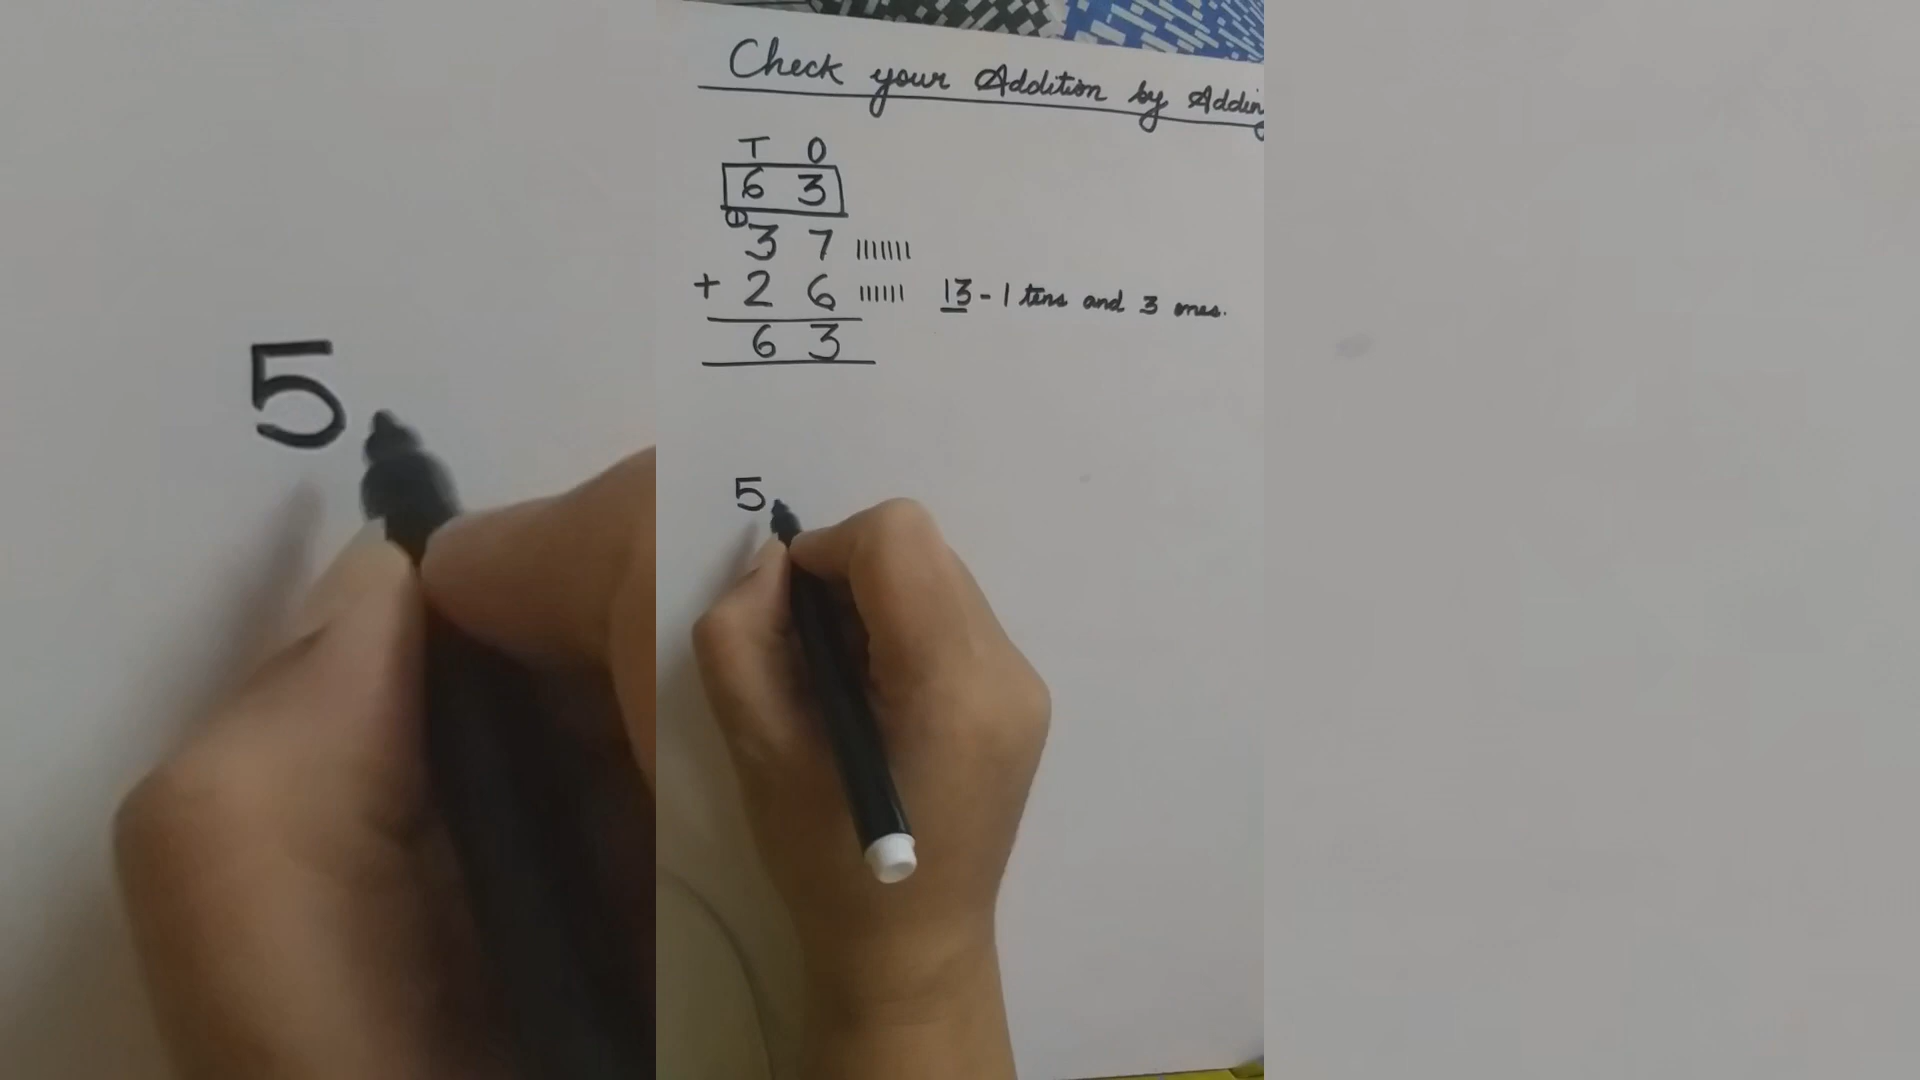 Check your Addition by Addin
T O
6 3
1
3 7 |||||||
+ 2 6 |||||| 13 - 1 tens and 3 ones.
6 3
5